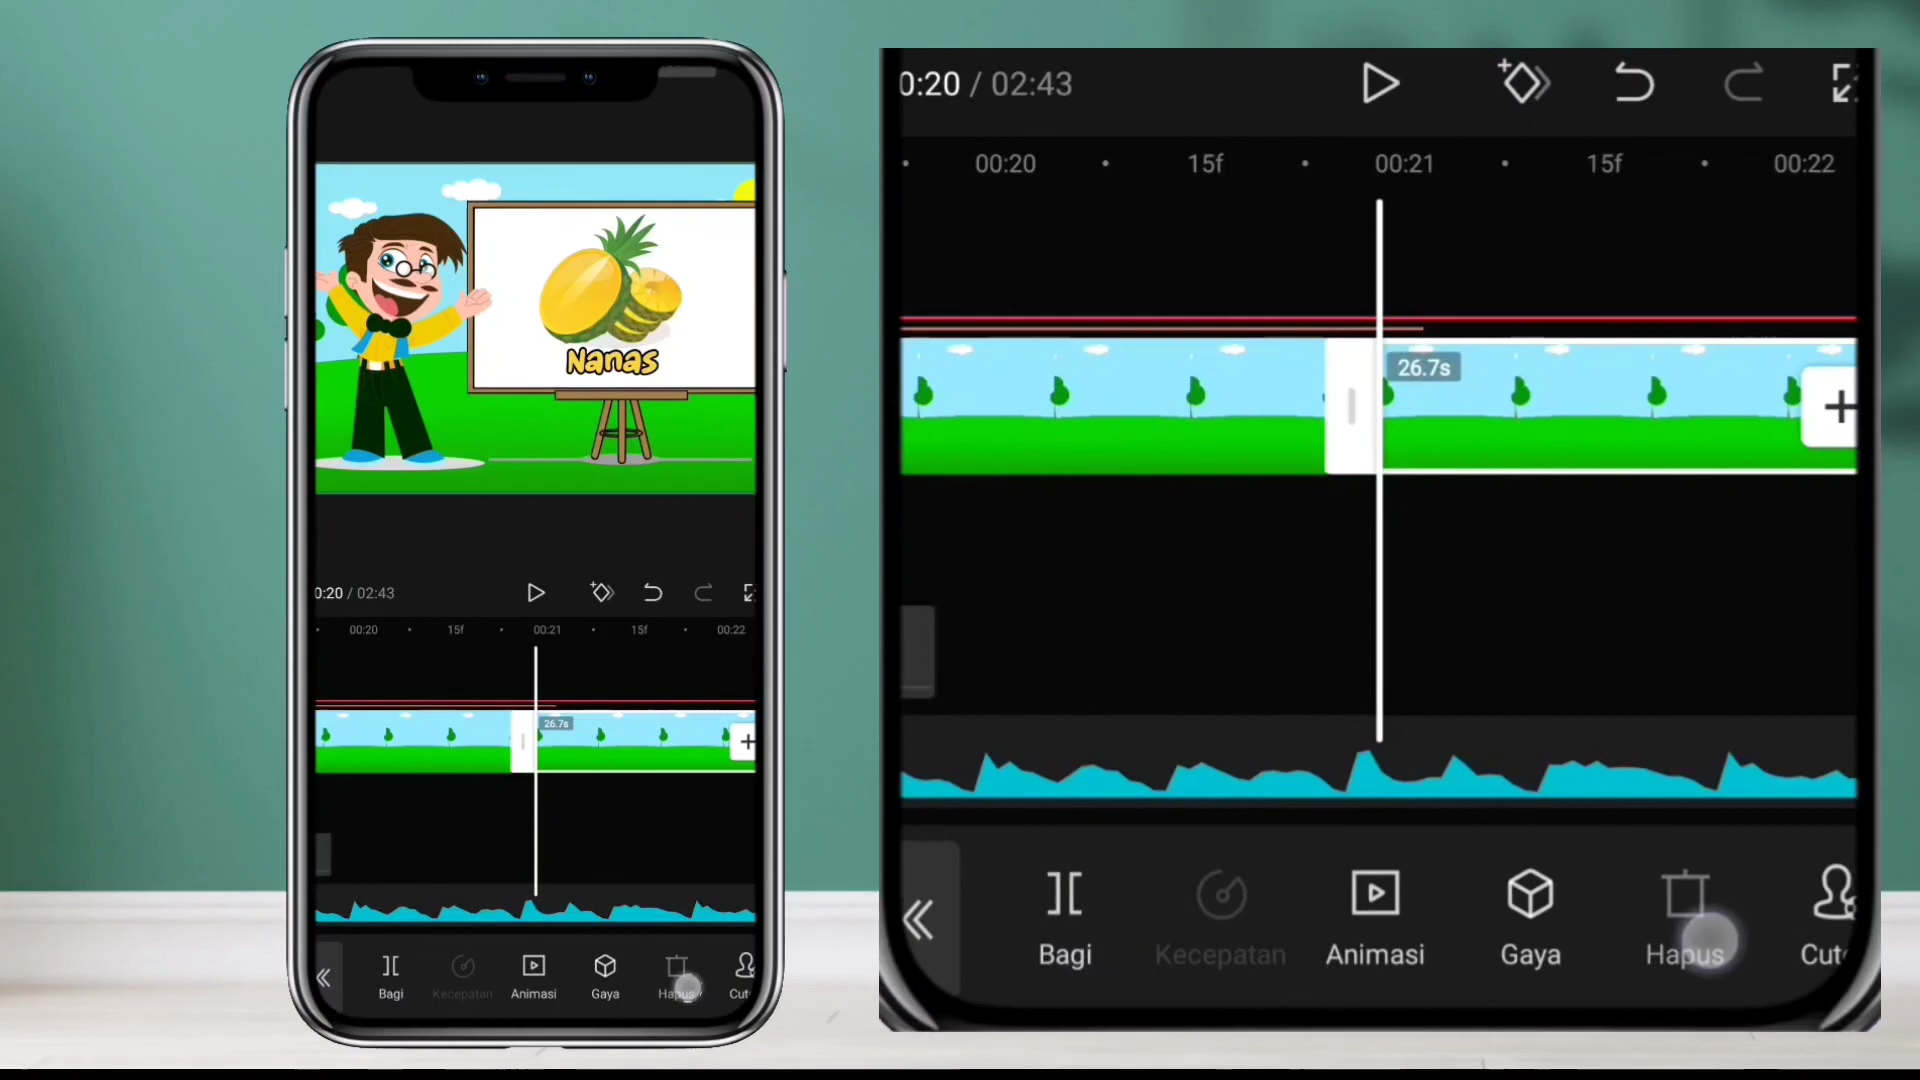 Nanas
0:20 / 02:43
00:20 15f 00:21 15f 00:22
26.7s
Bagi Kecepatan Animasi Gaya Hapus Cut
0:20 / 02:43
00:20 15f 00:21 15f 00:22
26.7s
Bagi Kecepatan Animasi Gaya Hapus Cut